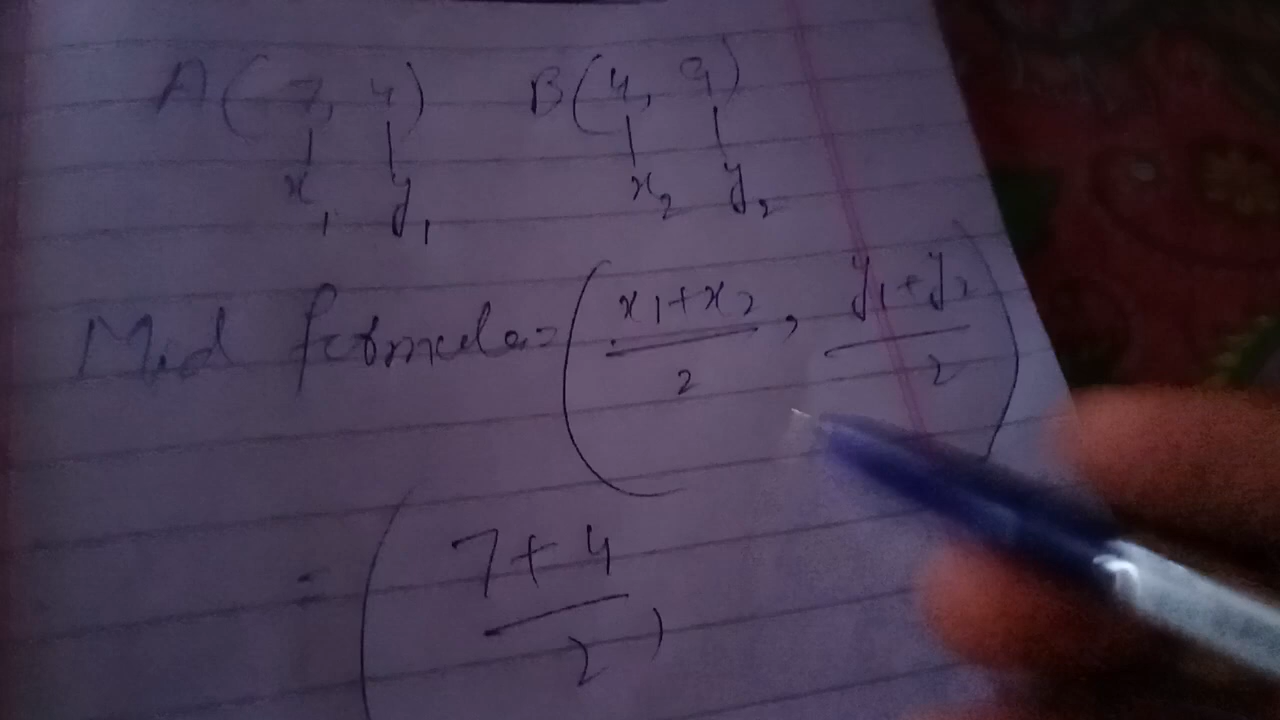 A(7, 4) B(4, 9)
x₁ y₁ x₂ y₂
Mid formula = (x₁+x₂/2, y₁+y₂/2)
= (7+4/2)